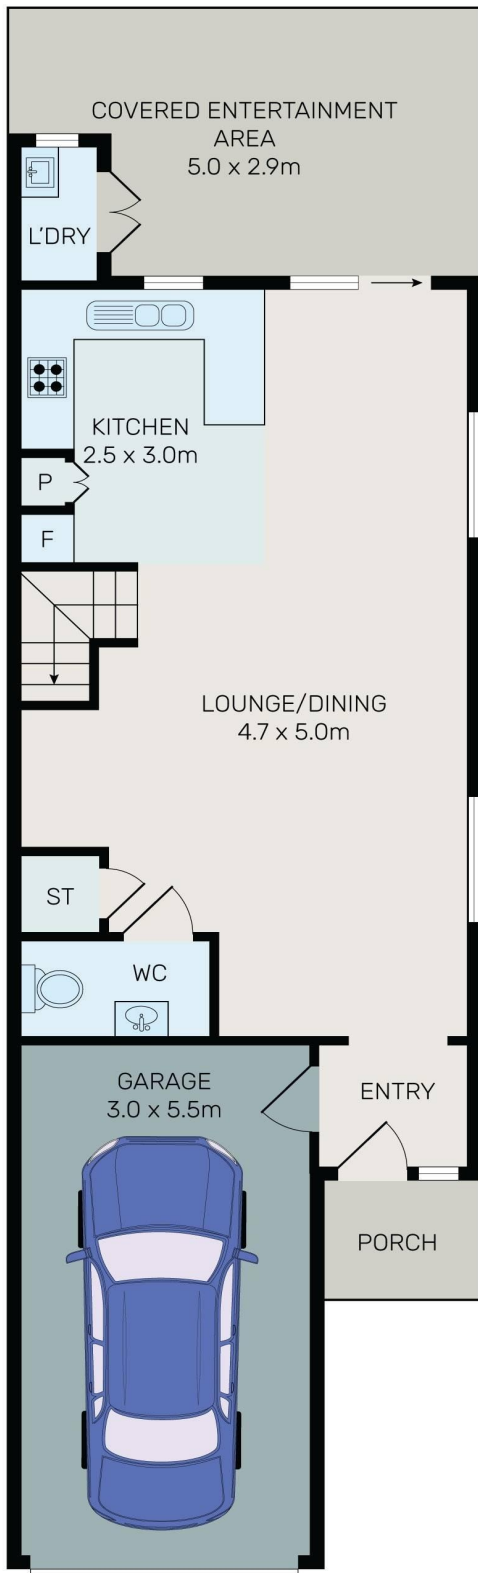 COVERED ENTERTAINMENT
AREA
5.0 x 2.9m
L'DRY
KITCHEN
2.5 x 3.0m
P
F
LOUNGE/DINING
4.7 x 5.0m
ST
WC
GARAGE
3.0 x 5.5m
ENTRY
PORCH